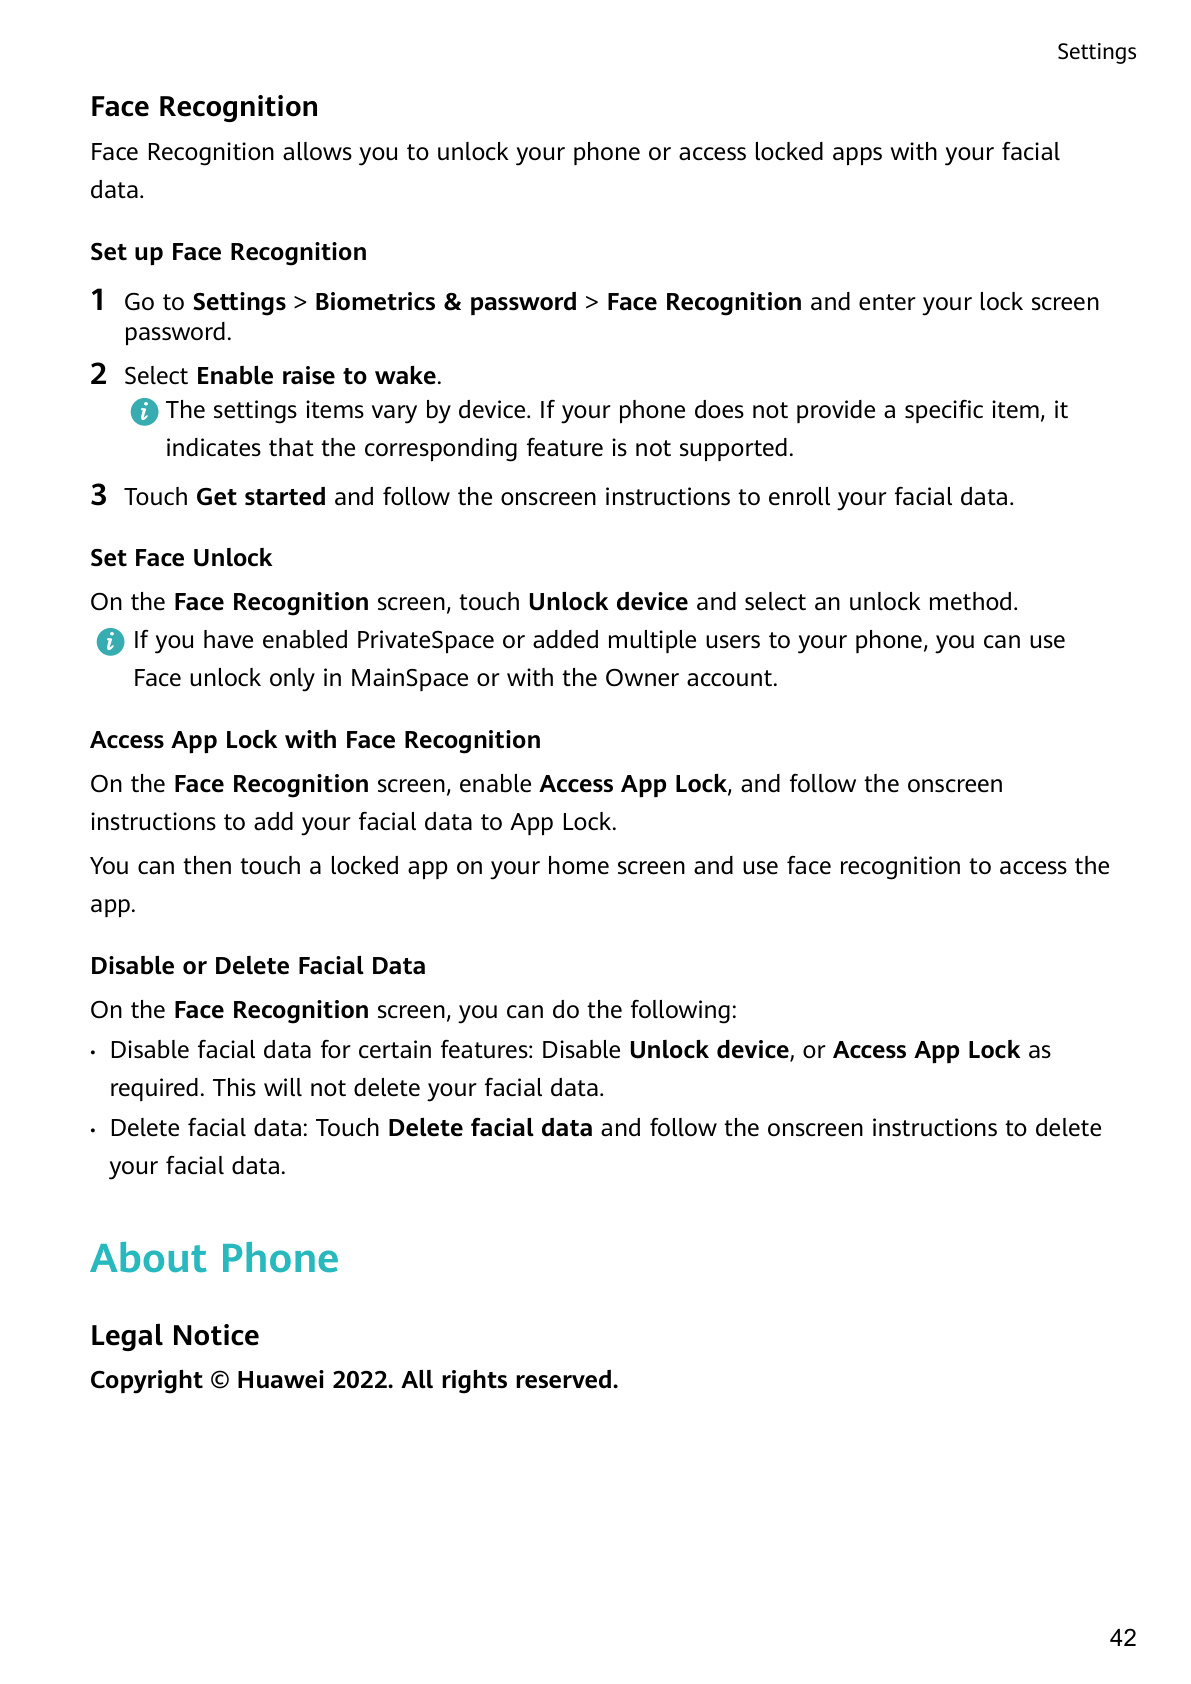 Settings
Face Recognition
Face Recognition allows you to unlock your phone or access locked apps with your facial
data.
Set up Face Recognition
1 Go to Settings > Biometrics & password > Face Recognition and enter your lock screen
password.
2 Select Enable raise to wake.
The settings items vary by device. If your phone does not provide a specific item, it
indicates that the corresponding feature is not supported.
3 Touch Get started and follow the onscreen instructions to enroll your facial data.
Set Face Unlock
On the Face Recognition screen, touch Unlock device and select an unlock method.
If you have enabled PrivateSpace or added multiple users to your phone, you can use
Face unlock only in MainSpace or with the Owner account.
Access App Lock with Face Recognition
On the Face Recognition screen, enable Access App Lock, and follow the onscreen
instructions to add your facial data to App Lock.
You can then touch a locked app on your home screen and use face recognition to access the
app.
Disable or Delete Facial Data
On the Face Recognition screen, you can do the following:
• Disable facial data for certain features: Disable Unlock device, or Access App Lock as
required. This will not delete your facial data.
• Delete facial data: Touch Delete facial data and follow the onscreen instructions to delete
your facial data.
About Phone
Legal Notice
Copyright © Huawei 2022. All rights reserved.
42